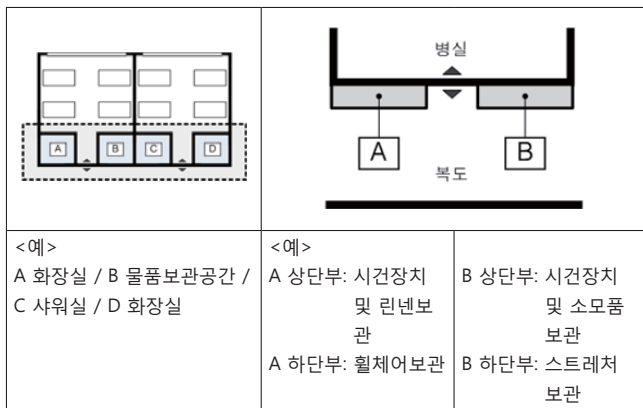 A
B
C
D
병실
A
B
복도
<예>
A 화장실 / B 물품보관공간 /
C 샤워실 / D 화장실
<예>
A 상단부: 시건장치
및 린넨보
관
A 하단부: 휠체어보관
B 상단부: 시건장치
및 소모품
보관
B 하단부: 스트레처
보관